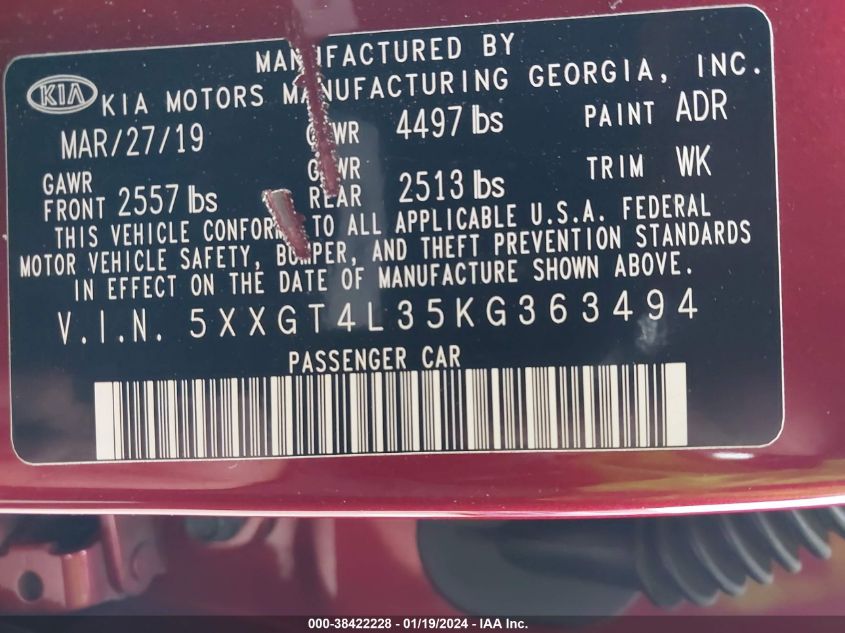 MANUFACTURED BY
KIA KIA MOTORS MANUFACTURING GEORGIA, INC.
MAR/27/19 GVWR 4497 lbs PAINT ADR
GAWR FRONT 2557 lbs GAWR REAR 2513 lbs TRIM WK
THIS VEHICLE CONFORMS TO ALL APPLICABLE U.S.A. FEDERAL
MOTOR VEHICLE SAFETY, BUMPER, AND THEFT PREVENTION STANDARDS
IN EFFECT ON THE DATE OF MANUFACTURE SHOWN ABOVE.
V.I.N. 5XXGT4L35KG363494
PASSENGER CAR
000-38422228 - 01/19/2024 - IAA Inc.